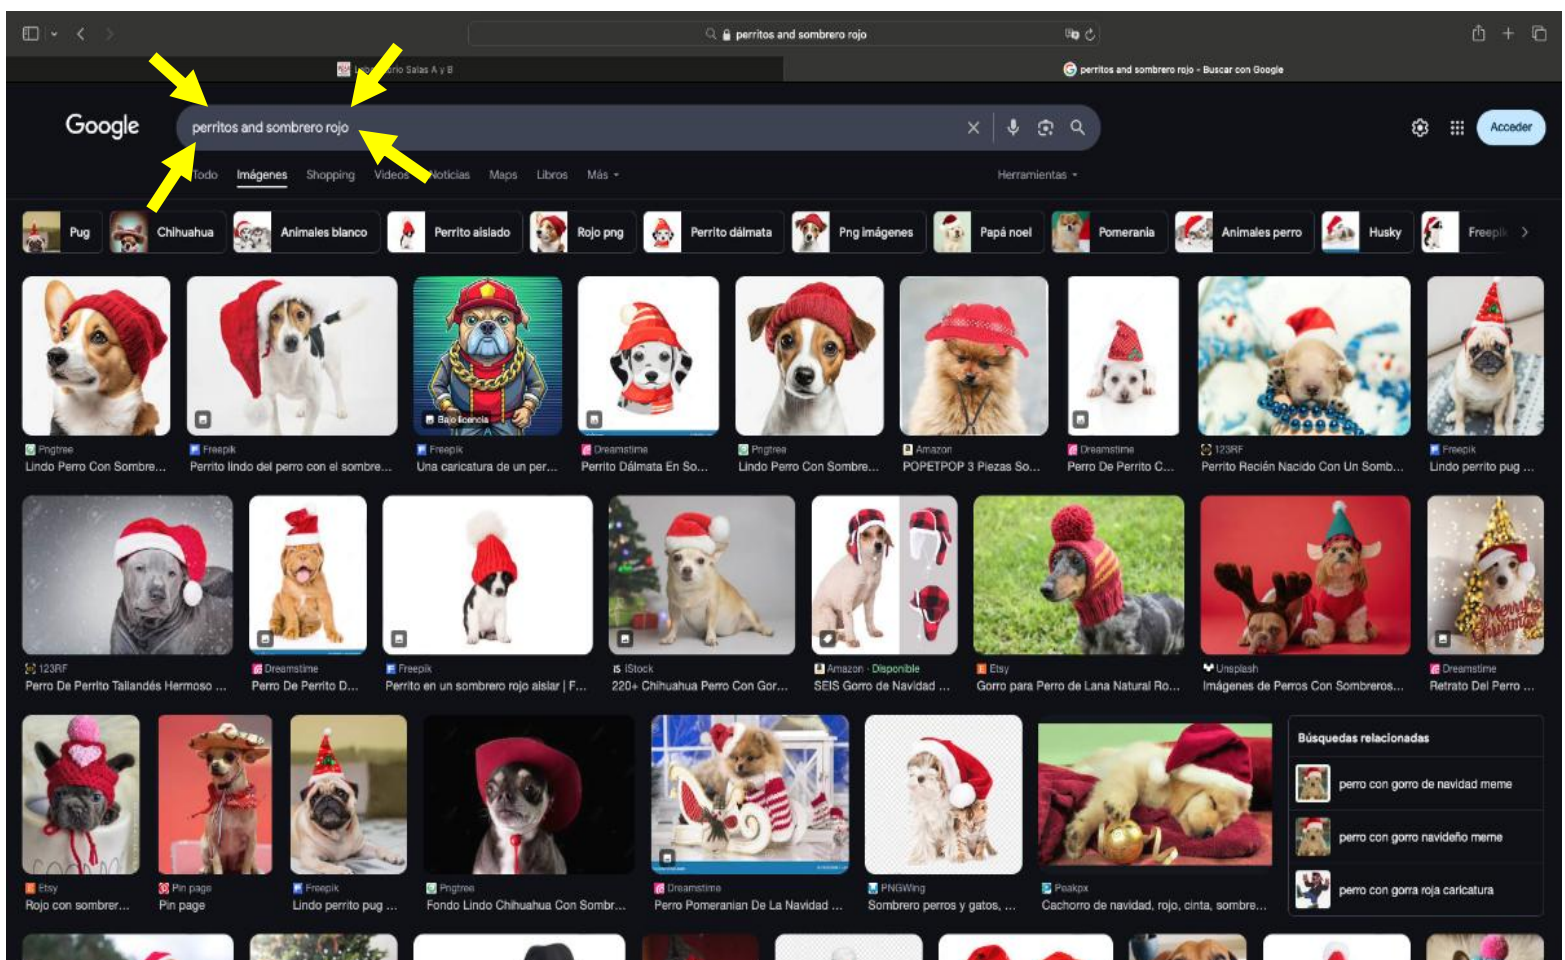 perritos and sombrero rojo
Salas A y B
perritos and sombrero rojo - Buscar con Google
Google
perritos and sombrero rojo
Acceder
Todo Imágenes Shopping Videos Noticias Maps Libros Más
Herramientas
Pug
Chihuahua
Animales blanco
Perrito aislado
Rojo png
Perrito dálmata
Png imágenes
Papá noel
Pomerania
Animales perro
Husky
Freepik
Bajo licencia
Pngtree
Lindo Perro Con Sombre...
Freepik
Perrito lindo del perro con el sombre...
Freepik
Una caricatura de un per...
Dreamstime
Perrito Dálmata En So...
Pngtree
Lindo Perro Con Sombre...
Amazon
POPETPOP 3 Piezas So...
Dreamstime
Perro De Perrito C...
123RF
Perrito Recién Nacido Con Un Somb...
Freepik
Lindo perrito pug ...
Merry
Christmas
123RF
Perro De Perrito Tailandés Hermoso ...
Dreamstime
Perro De Perrito D...
Freepik
Perrito en un sombrero rojo aislar | F...
iS iStock
220+ Chihuahua Perro Con Gor...
Amazon · Disponible
SEIS Gorro de Navidad ...
Etsy
Gorro para Perro de Lana Natural Ro...
Unsplash
Imágenes de Perros Con Sombreros...
Dreamstime
Retrato Del Perro ...
Etsy
Rojo con sombrer...
Pin page
Pin page
Freepik
Lindo perrito pug ...
Pngtree
Fondo Lindo Chihuahua Con Sombr...
Dreamstime
Perro Pomeranian De La Navidad ...
PNGWing
Sombrero perros y gatos, ...
Peakpx
Cachorro de navidad, rojo, cinta, sombre...
Búsquedas relacionadas
perro con gorro de navidad meme
perro con gorro navideño meme
perro con gorra roja caricatura